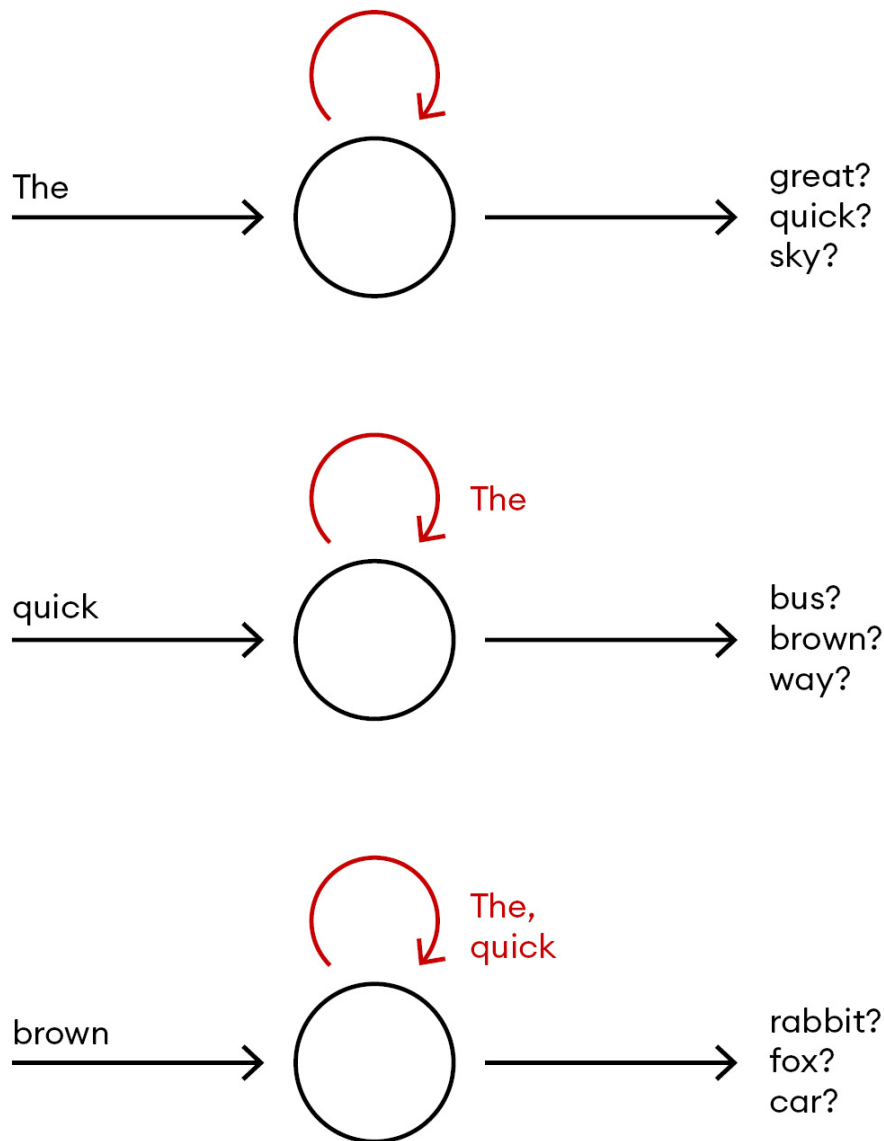 The
great?
quick?
sky?
The
quick
bus?
brown?
way?
The,
quick
brown
rabbit?
fox?
car?